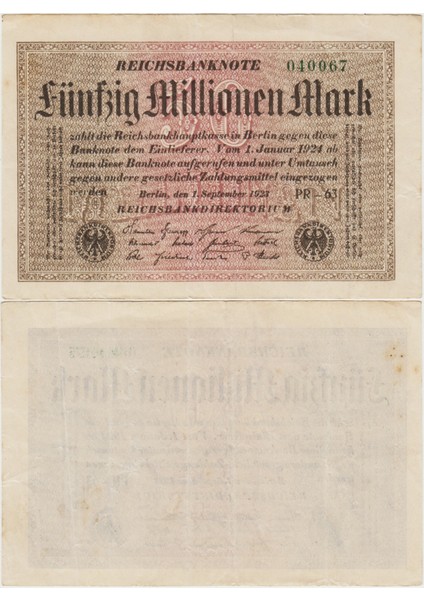 REICHSBANKNOTE 040067
Fünfzig Millionen Mark
zahlt die Reichsbankhauptkasse in Berlin gegen diese
Banknote dem Einlieferer. Vom 1. Januar 1924 ab
kann diese Banknote aufgerufen und unter Umtausch
gegen andere gesetzliche Zahlungsmittel eingezogen
werden
Berlin, den 1. September 1923 PR-63
REICHSBANKDIREKTORIUM